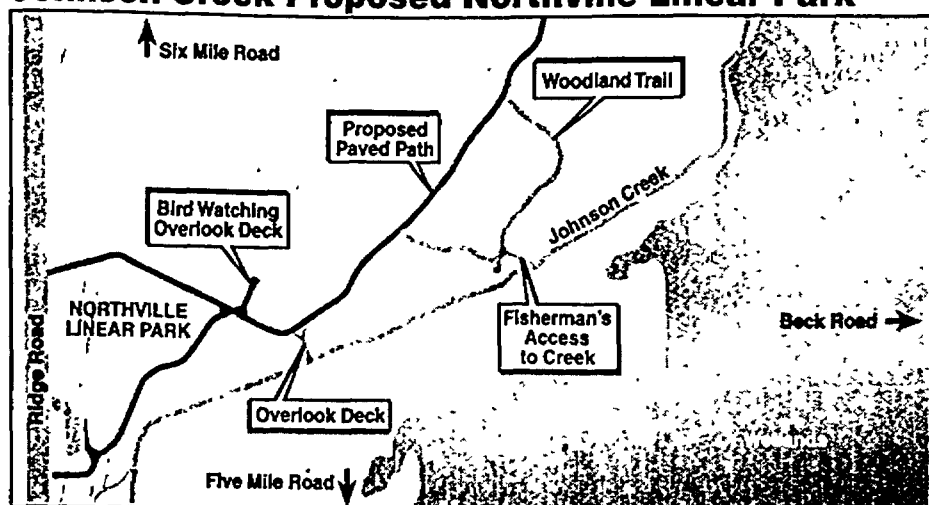 Johnson Creek Proposed Northville Linear Park
Six Mile Road
Woodland Trail
Proposed
Paved Path
Johnson Creek
Bird Watching
Overlook Deck
NORTHVILLE
LINEAR PARK
Ridge Road
Fisherman's
Access
to Creek
Beck Road
Overlook Deck
Wetlands
Five Mile Road